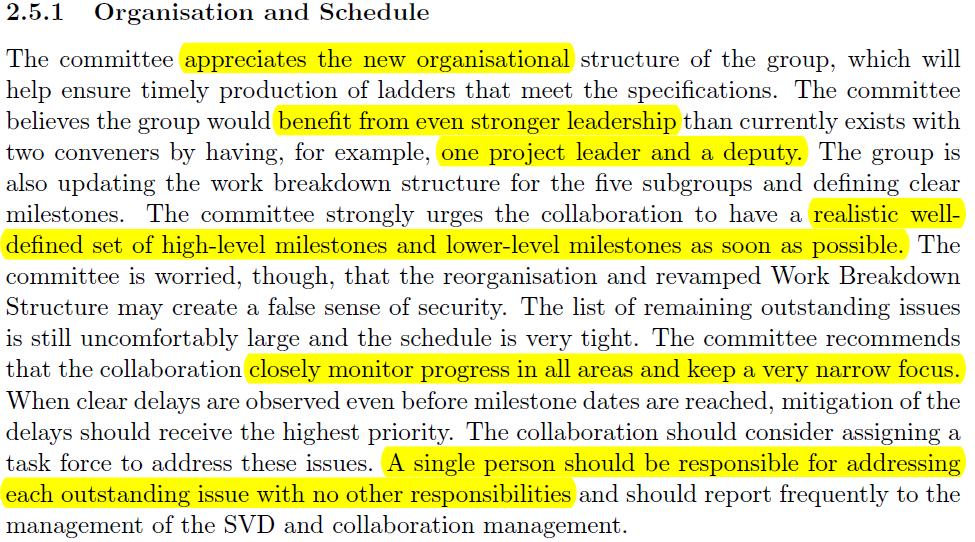 2.5.1 Organisation and Schedule
The committee appreciates the new organisational structure of the group, which will
help ensure timely production of ladders that meet the specifications. The committee
believes the group would benefit from even stronger leadership than currently exists with
two conveners by having, for example, one project leader and a deputy. The group is
also updating the work breakdown structure for the five subgroups and defining clear
milestones. The committee strongly urges the collaboration to have a realistic well-
defined set of high-level milestones and lower-level milestones as soon as possible. The
committee is worried, though, that the reorganisation and revamped Work Breakdown
Structure may create a false sense of security. The list of remaining outstanding issues
is still uncomfortably large and the schedule is very tight. The committee recommends
that the collaboration closely monitor progress in all areas and keep a very narrow focus.
When clear delays are observed even before milestone dates are reached, mitigation of the
delays should receive the highest priority. The collaboration should consider assigning a
task force to address these issues. A single person should be responsible for addressing
each outstanding issue with no other responsibilities and should report frequently to the
management of the SVD and collaboration management.